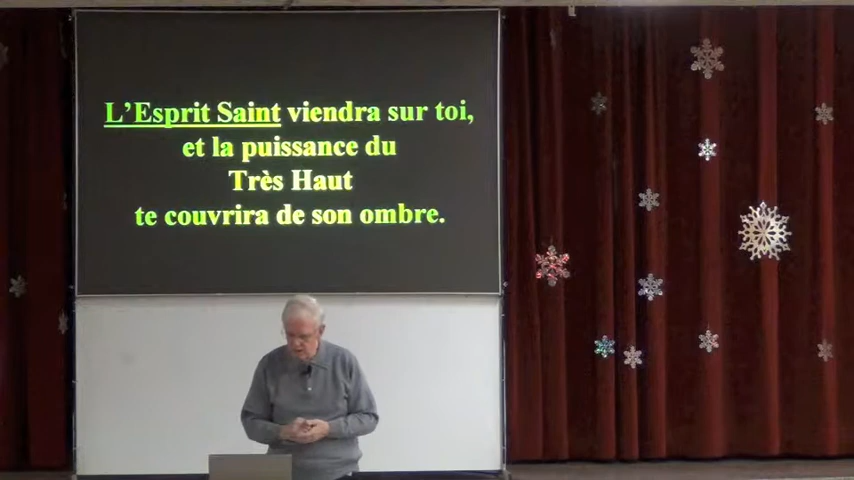 L'Esprit Saint viendra sur toi,
et la puissance du
Très Haut
te couvrira de son ombre.